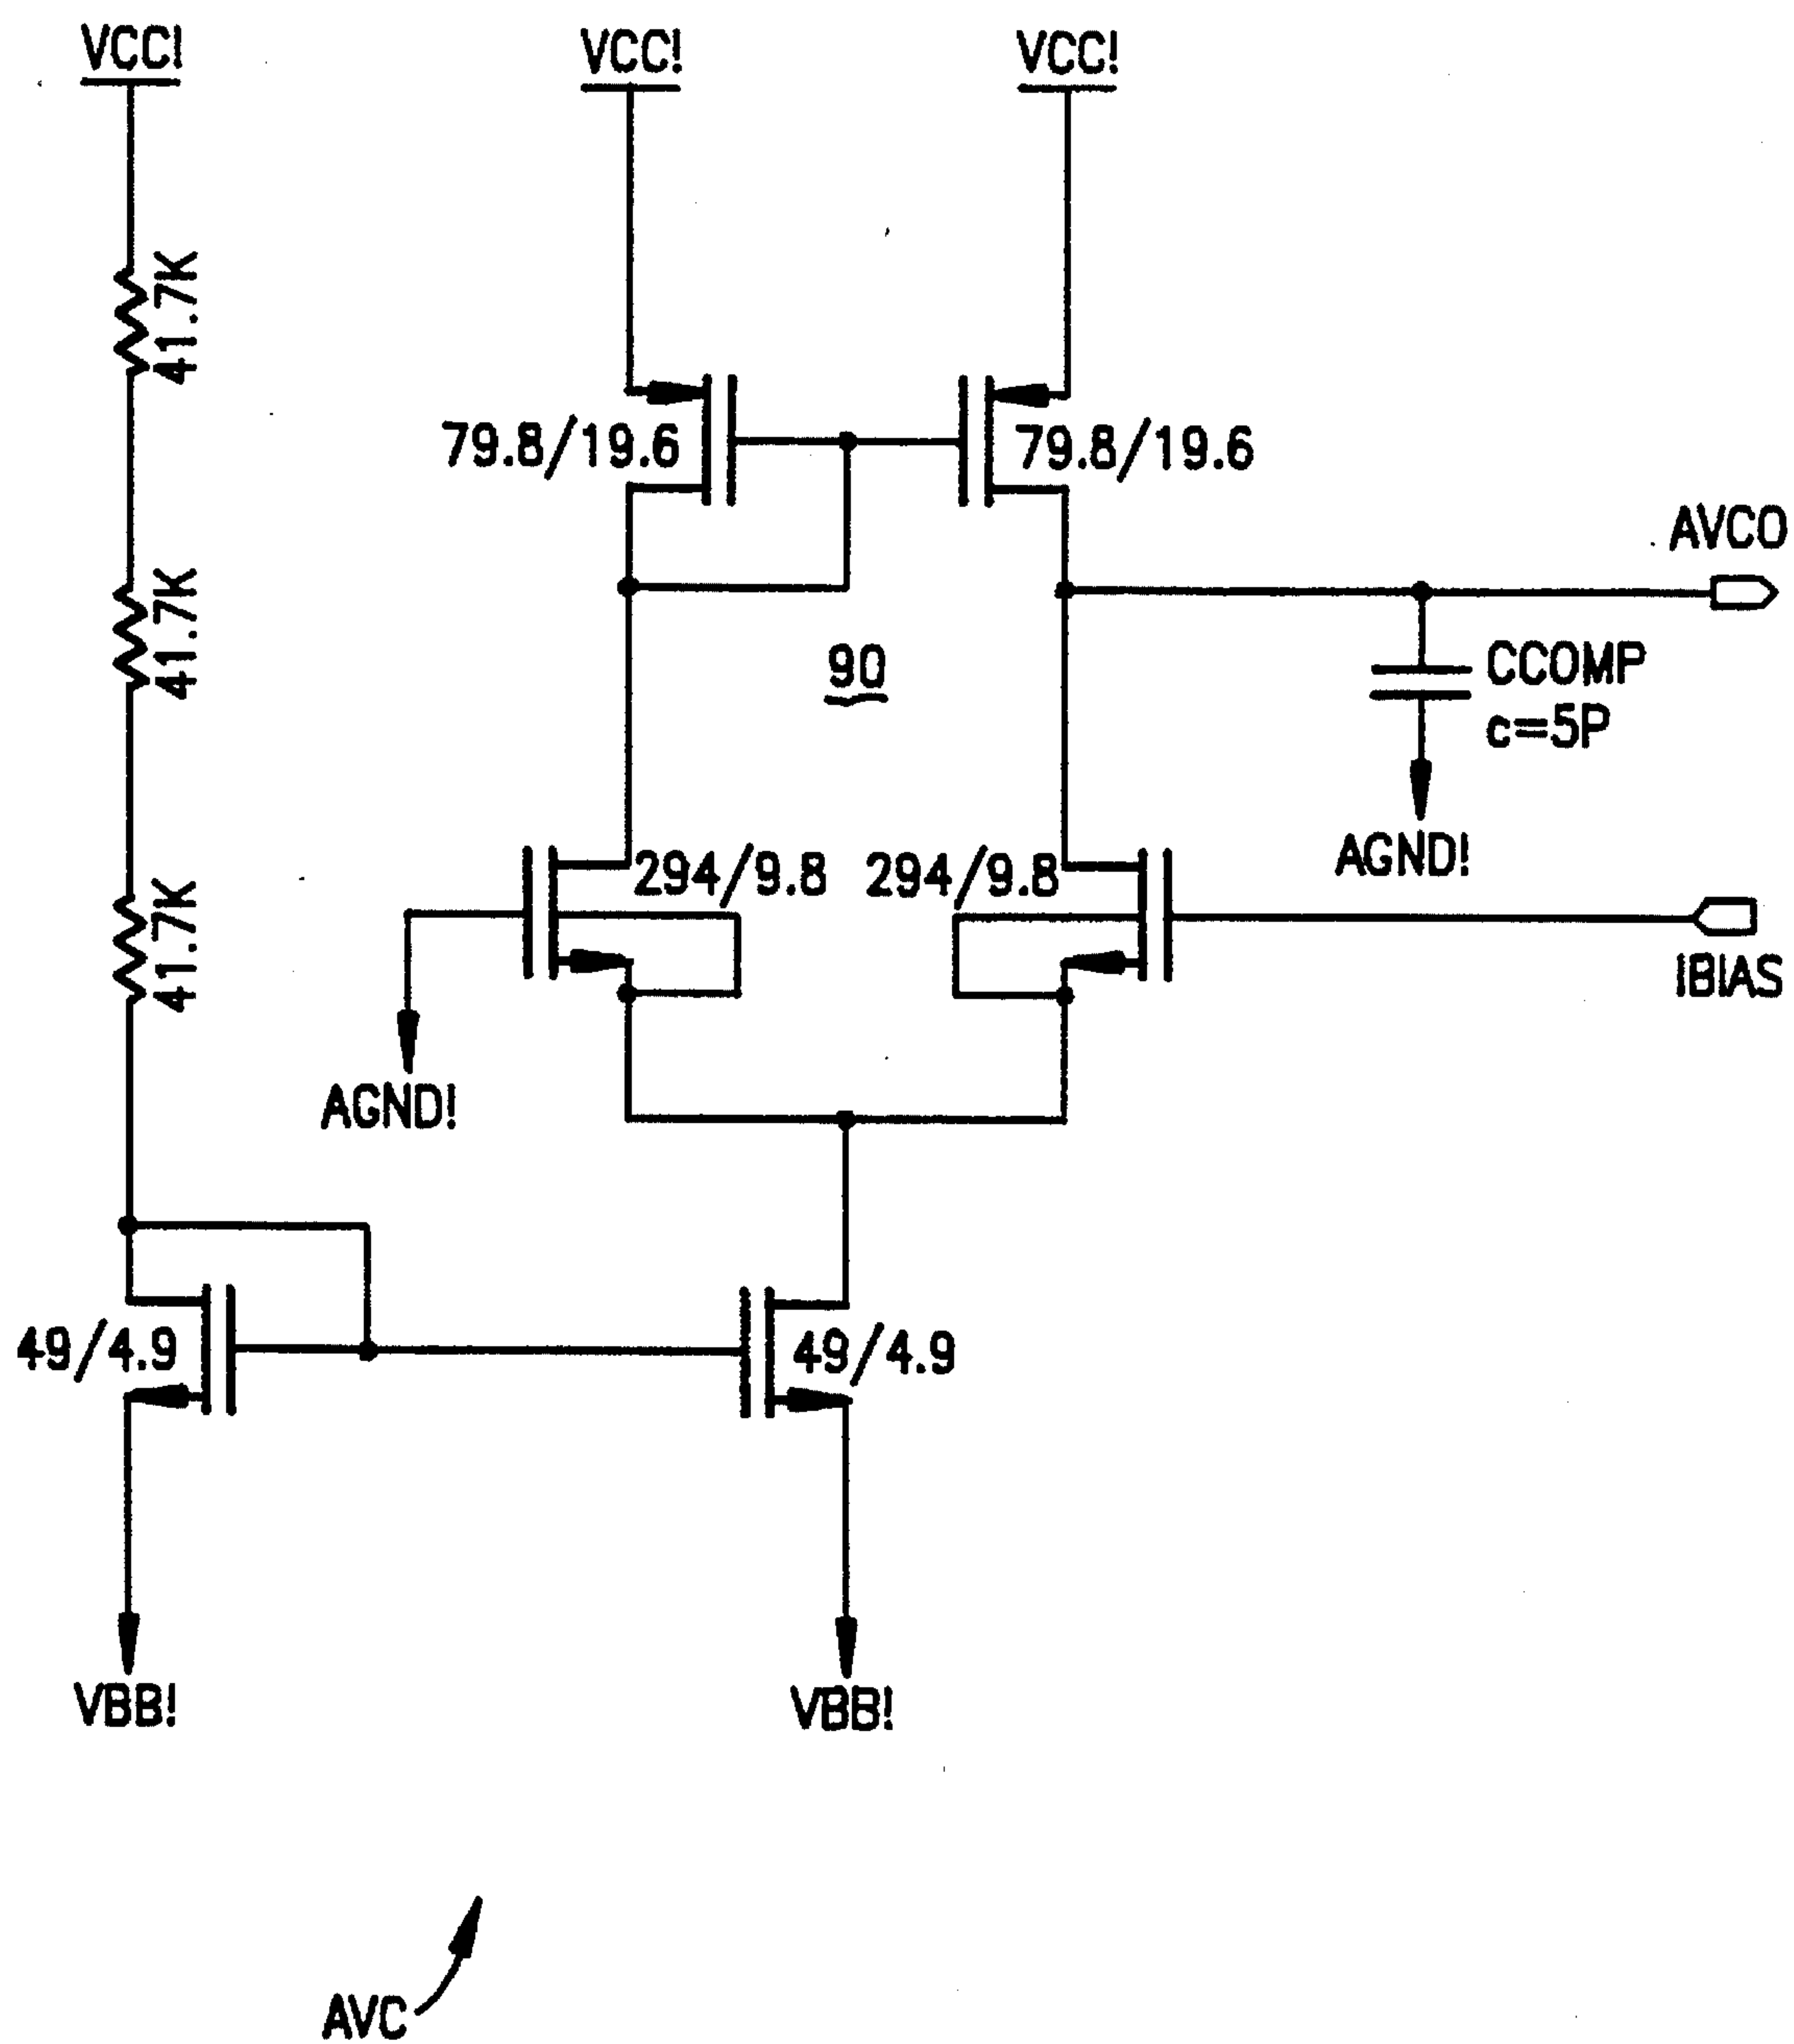 VCC!
VCC!
VCC!
41.7K
79.8/19.6
79.8/19.6
AVCO
41.7K
90
CCOMP
c=5P
AGND!
294/9.8
294/9.8
41.7K
IBIAS
AGND!
49/4.9
49/4.9
VBB!
VBB!
AVC